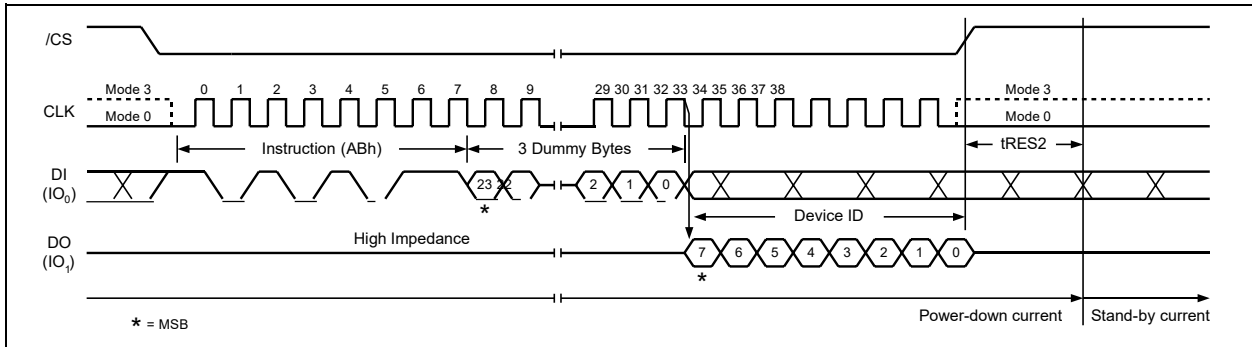 /CS
0 1 2 3 4 5 6 7 8 9 29 30 31 32 33 34 35 36 37 38
Mode 3 Mode 3
CLK
Mode 0 Mode 0
Instruction (ABh) 3 Dummy Bytes tRES2
DI
(IO0)
23 22 2 1 0
*
Device ID
High Impedance
DO
(IO1)
7 6 5 4 3 2 1 0
*
* = MSB
Power-down current Stand-by current